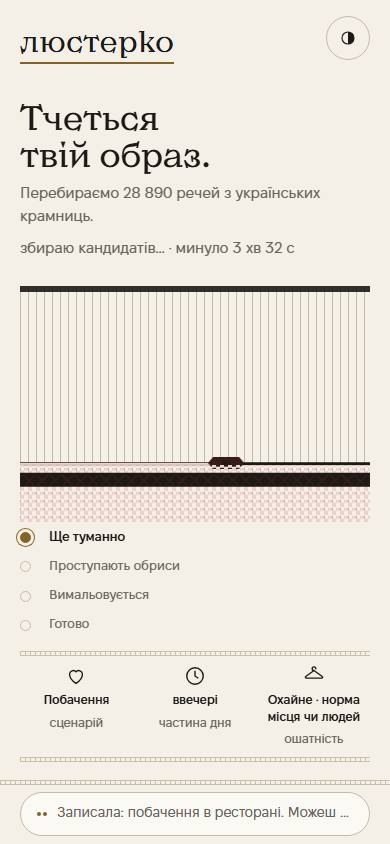 люстерко
Тчеться
твій образ.
Перебираємо 28 890 речей з українських
крамниць.
збираю кандидатів... · минуло 3 хв 32 с
Ще туманно
Проступають обриси
Вимальовується
Готово
Побачення
сценарій
ввечері
частина дня
Охайне · норма
місця чи людей
ошатність
Записала: побачення в ресторані. Можеш ...